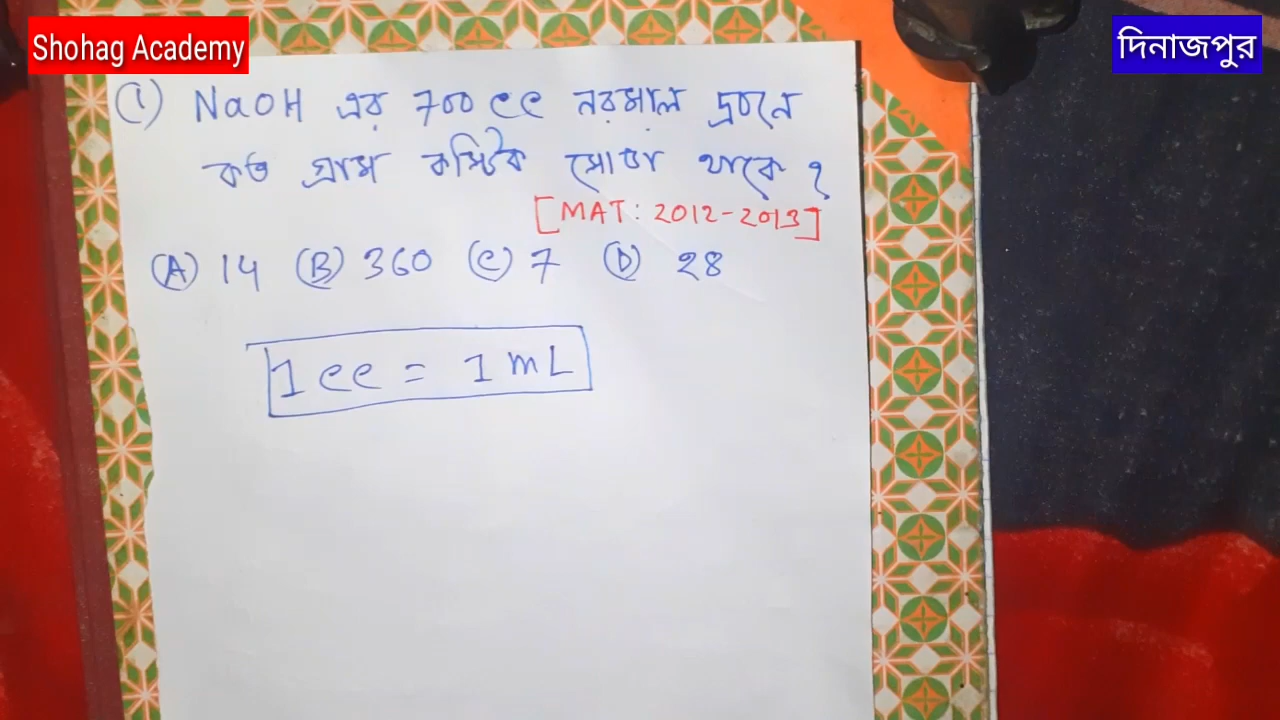 Shohag Academy
দিনাজপুর
(1) NaOH এর 700 cc নরমাল দ্রবনে
কত গ্রাম কস্টিক সোডা থাকে ?
[MAT: 2012-2013]
(A) 14 (B) 360 (C) 7 (D) 28
1 cc = 1 mL